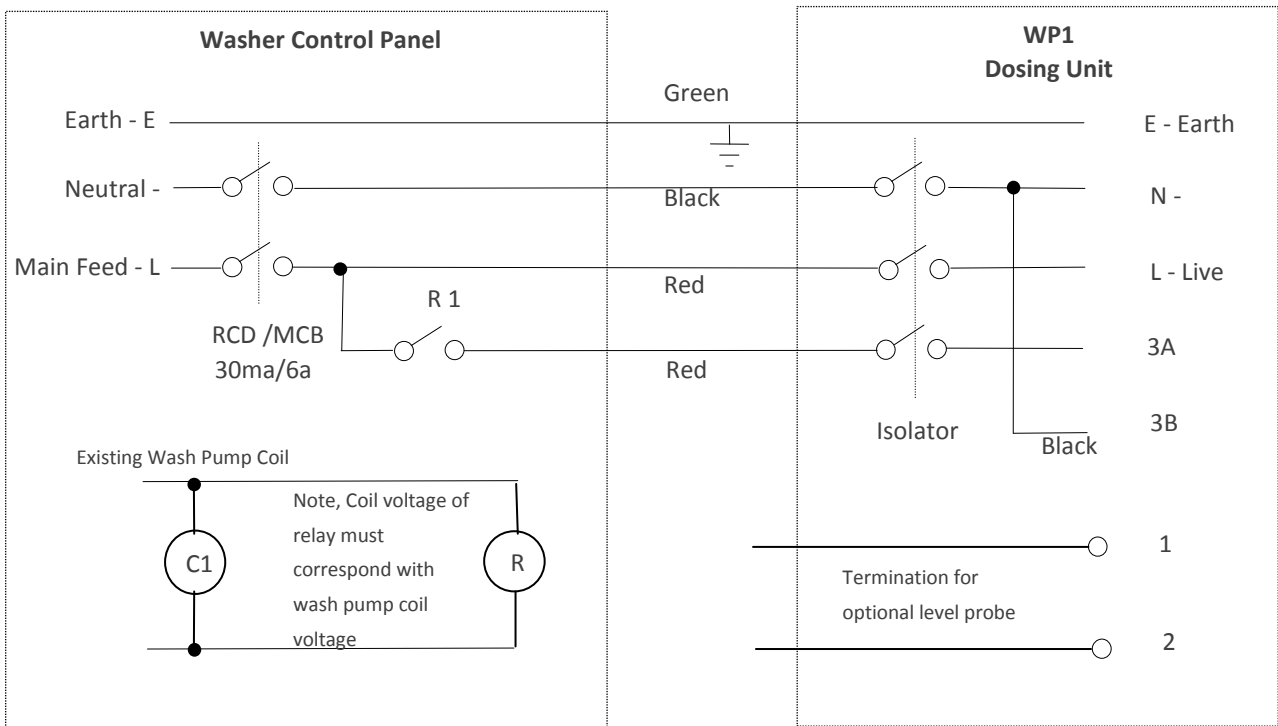 Washer Control Panel
WP1
Dosing Unit
Green
Earth - E
E - Earth
Neutral -
Black
N -
Main Feed - L
Red
L - Live
R 1
RCD /MCB
30ma/6a
Red
3A
Isolator
3B
Black
Existing Wash Pump Coil
Note, Coil voltage of
relay must
correspond with
wash pump coil
voltage
C1
R
1
Termination for
optional level probe
2